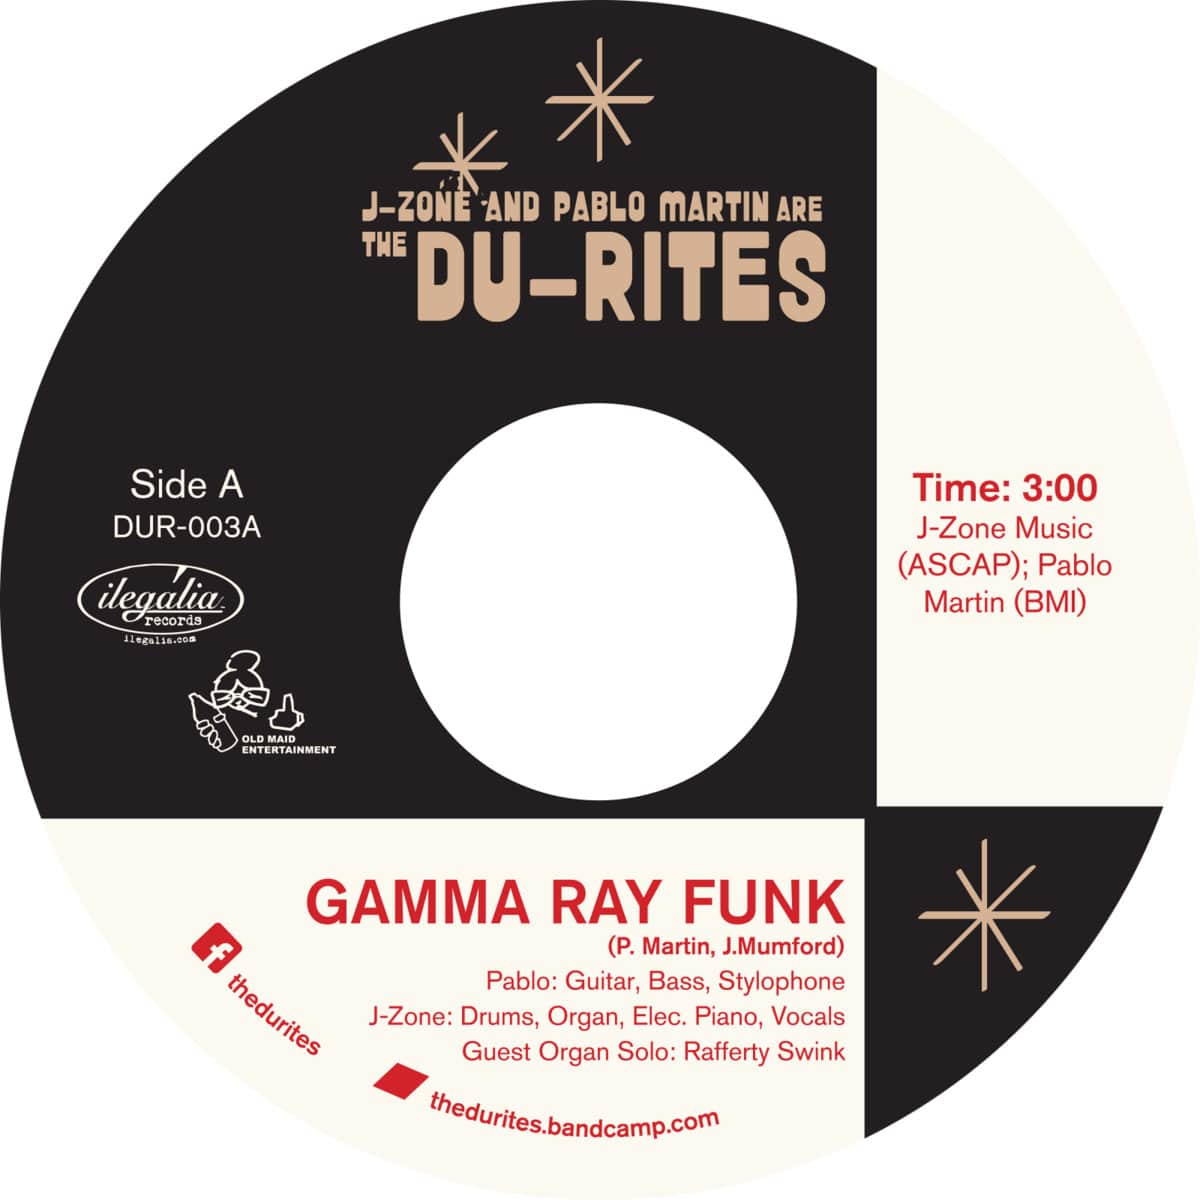 J-ZONE AND PABLO MARTIN ARE
THE DU-RITES
Side A
DUR-003A
ilegália
records
ilegalia.com
OLD MAID
ENTERTAINMENT
Time: 3:00
J-Zone Music
(ASCAP); Pablo
Martin (BMI)
GAMMA RAY FUNK
(P. Martin, J.Mumford)
Pablo: Guitar, Bass, Stylophone
J-Zone: Drums, Organ, Elec. Piano, Vocals
Guest Organ Solo: Rafferty Swink
f thedurites
thedurites.bandcamp.com